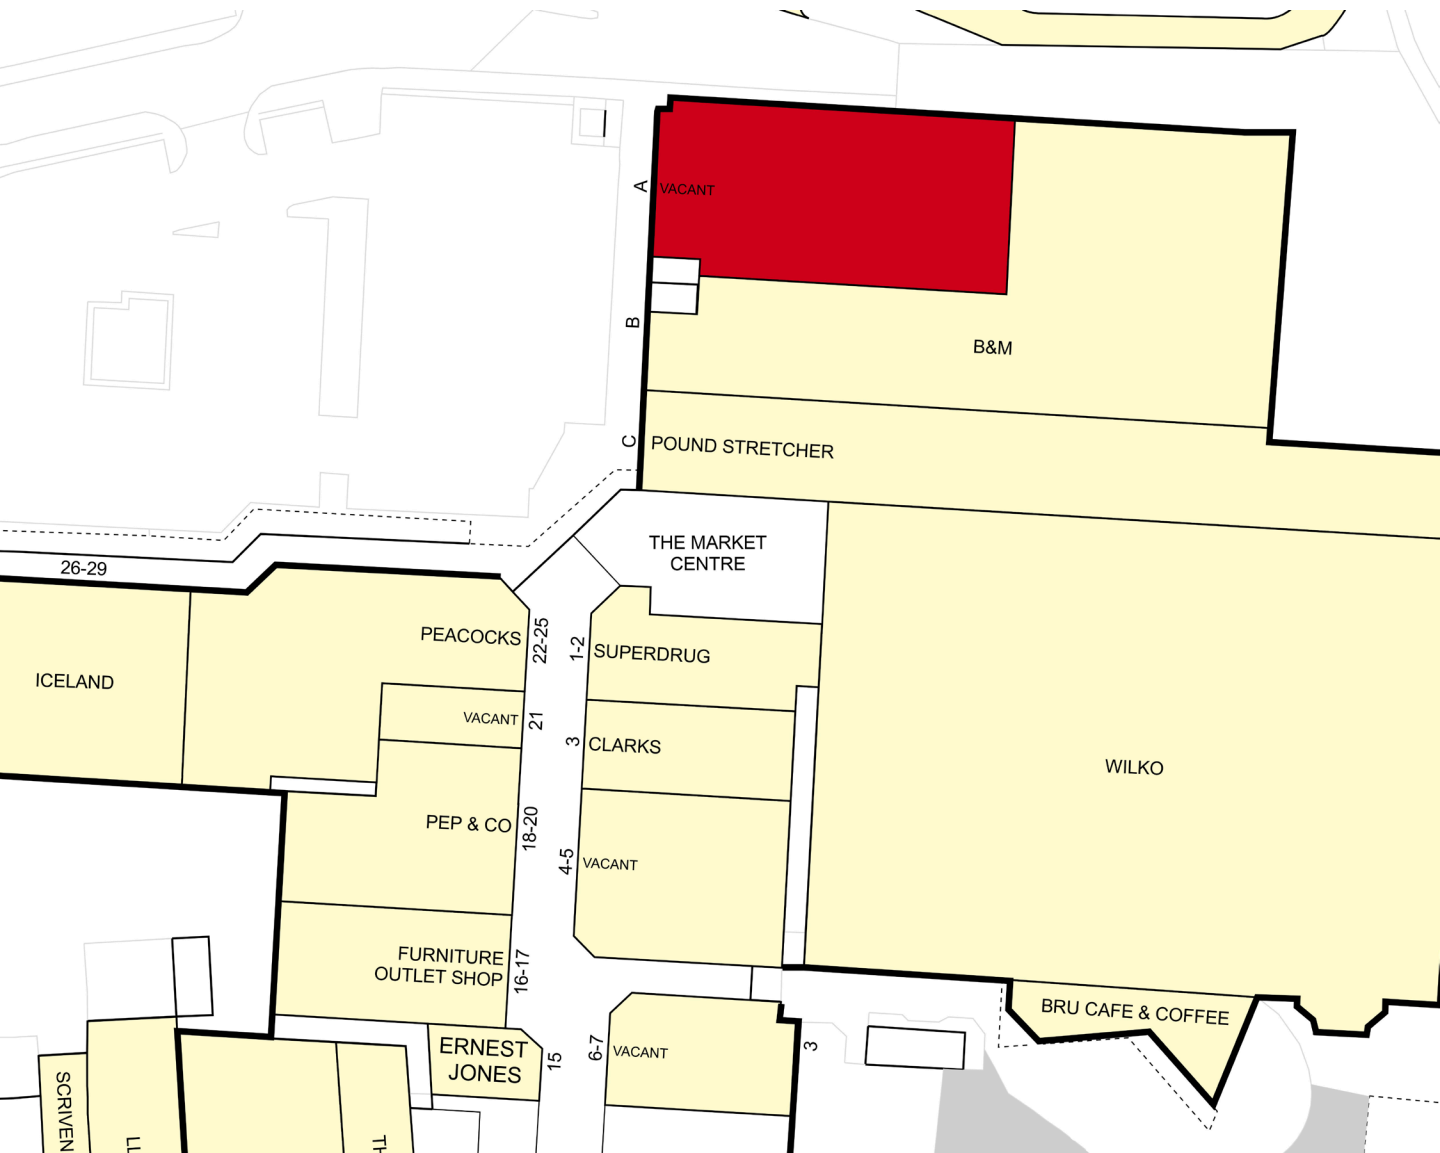 A
VACANT
B
B&M
C
POUND STRETCHER
THE MARKET
CENTRE
26-29
PEACOCKS
22-25
1-2
SUPERDRUG
ICELAND
VACANT
21
3
CLARKS
WILKO
PEP & CO
18-20
4-5
VACANT
FURNITURE
OUTLET SHOP
16-17
BRU CAFE & COFFEE
ERNEST
JONES
15
6-7
VACANT
3
SCRIVEN
LL
TH